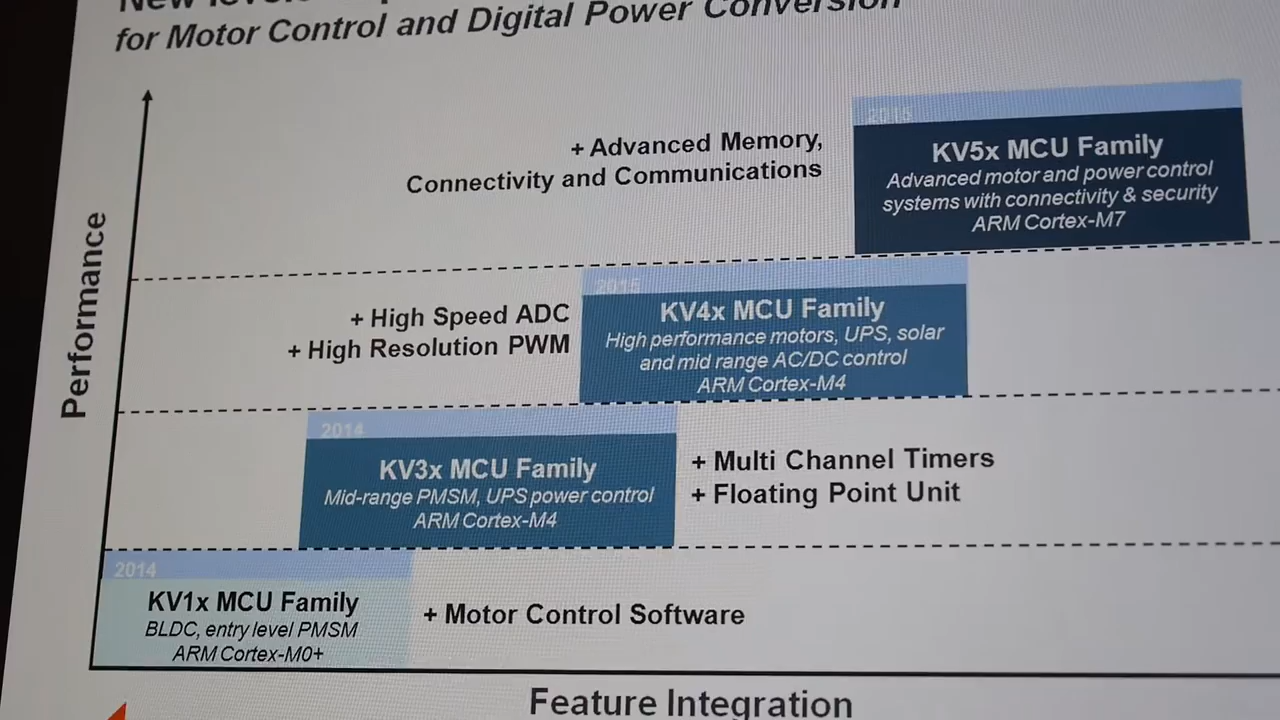 for Motor Control and Digital Power Conversion
Performance
2015
+ Advanced Memory,
Connectivity and Communications
KV5x MCU Family
Advanced motor and power control
systems with connectivity & security
ARM Cortex-M7
2015
+ High Speed ADC
+ High Resolution PWM
KV4x MCU Family
High performance motors, UPS, solar
and mid range AC/DC control
ARM Cortex-M4
2014
KV3x MCU Family
Mid-range PMSM, UPS power control
ARM Cortex-M4
+ Multi Channel Timers
+ Floating Point Unit
2014
KV1x MCU Family
BLDC, entry level PMSM
ARM Cortex-M0+
+ Motor Control Software
Feature Integration